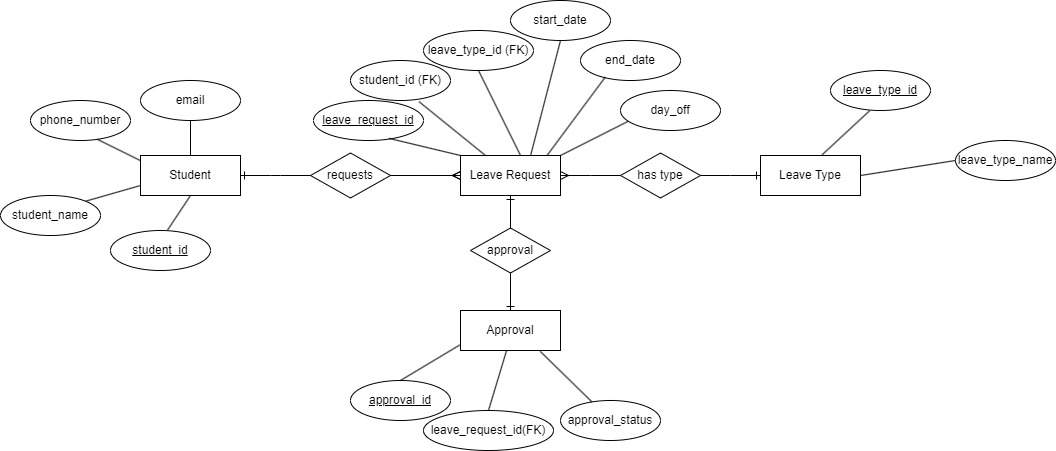 start_date
leave_type_id (FK)
end_date
student_id (FK)
leave_type_id
email
day_off
phone_number
leave_request_id
leave_type_name
Student
requests
Leave Request
has type
Leave Type
student_name
student_id
approval
Approval
approval_id
leave_request_id(FK)
approval_status